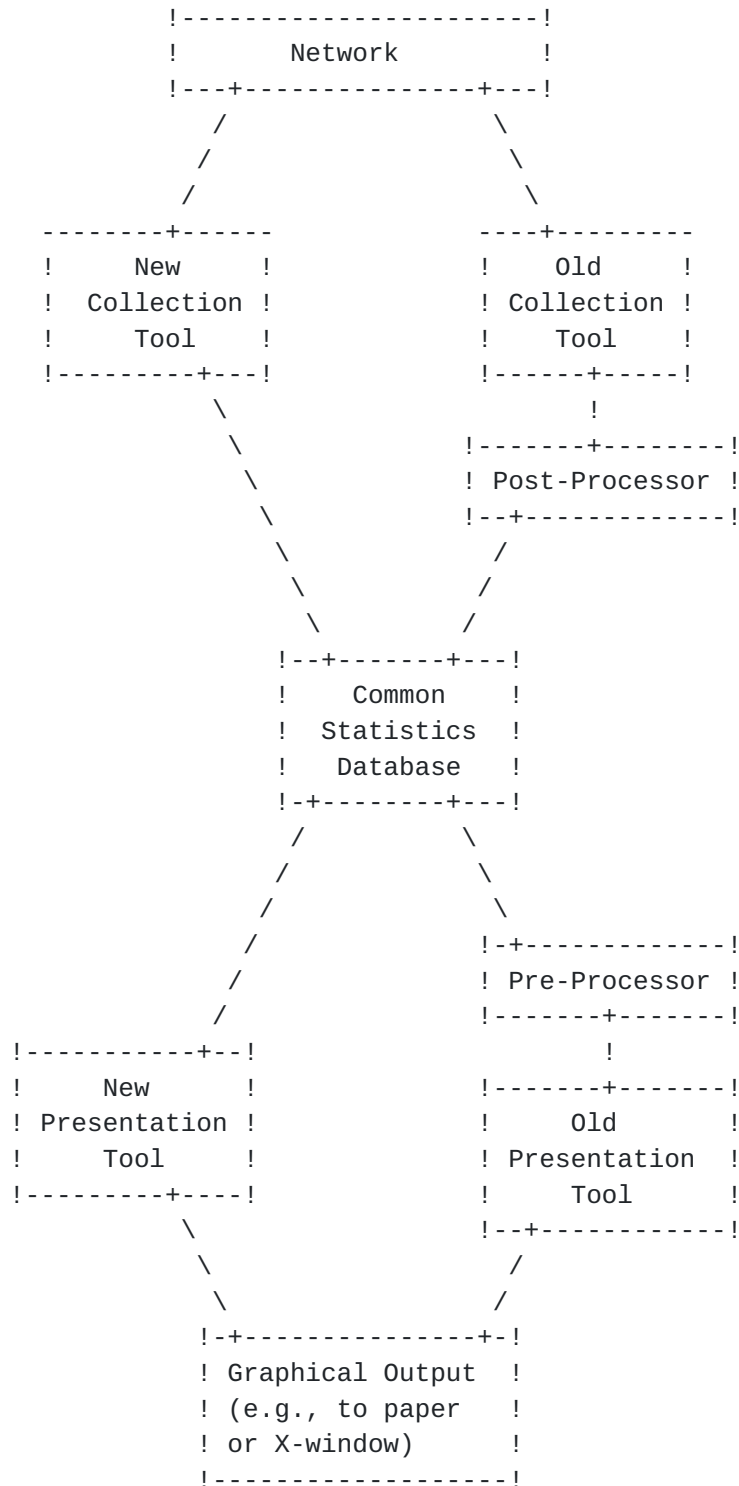 Network
New
Collection
Tool
Old
Collection
Tool
Post-Processor
Common
Statistics
Database
Pre-Processor
New
Presentation
Tool
Old
Presentation
Tool
Graphical Output
(e.g., to paper
or X-window)